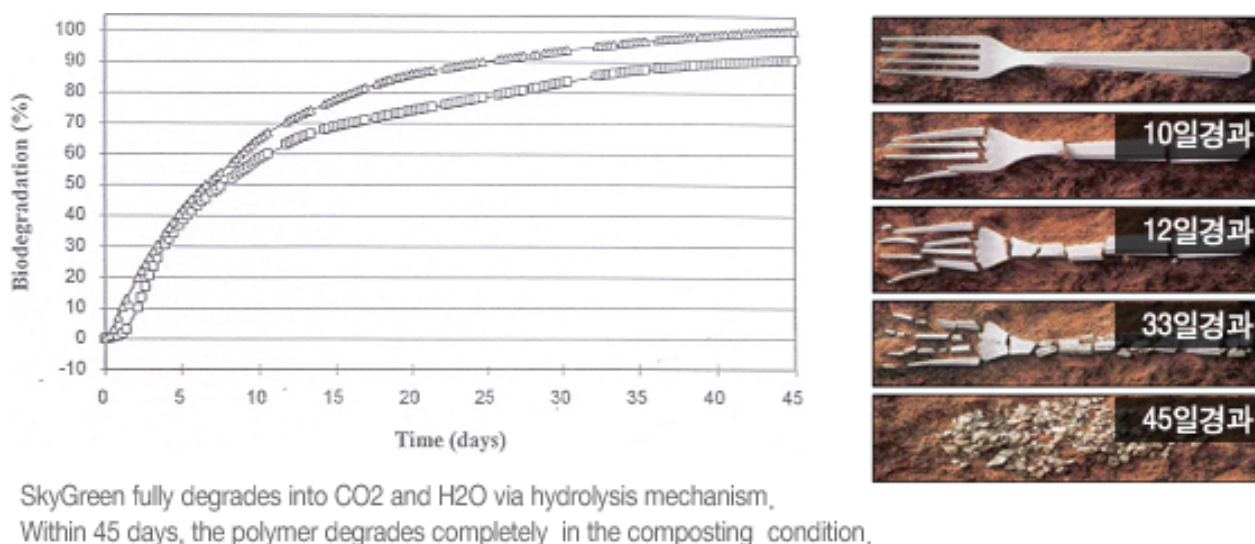 100
90
80
70
60
50
40
30
20
10
0
-10
Biodegradation (%)
0 5 10 15 20 25 30 35 40 45
Time (days)
10일경과
12일경과
33일경과
45일경과
SkyGreen fully degrades into CO2 and H2O via hydrolysis mechanism.
Within 45 days, the polymer degrades completely in the composting condition.